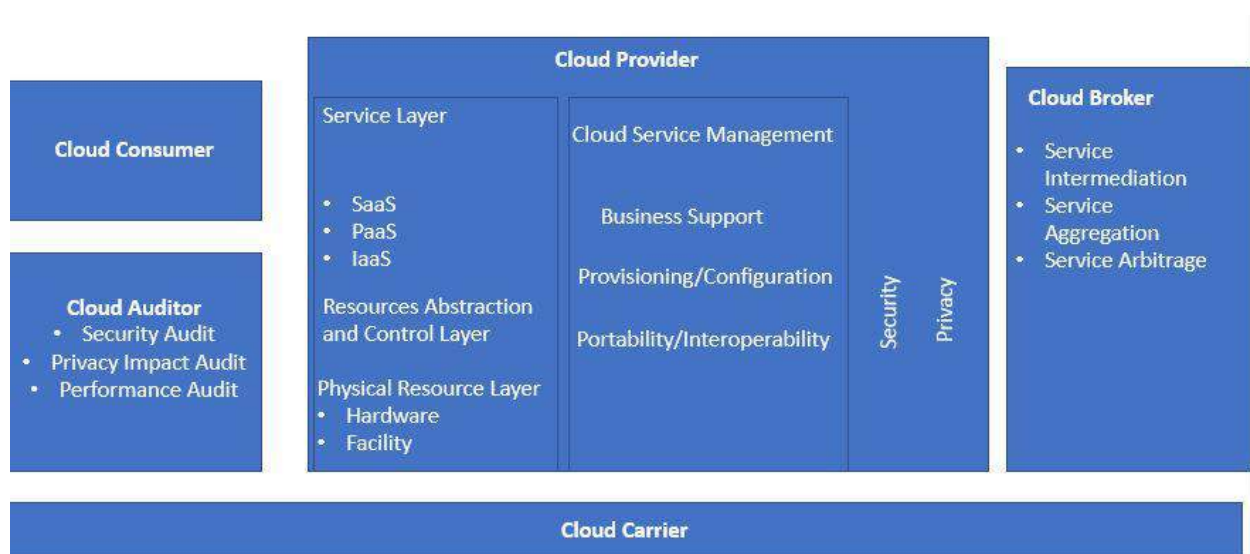 Cloud Consumer
Cloud Auditor
• Security Audit
• Privacy Impact Audit
• Performance Audit
Cloud Provider
Service Layer
• SaaS
• PaaS
• IaaS
Resources Abstraction
and Control Layer
Physical Resource Layer
• Hardware
• Facility
Cloud Service Management
Business Support
Provisioning/Configuration
Portability/Interoperability
Security
Privacy
Cloud Broker
• Service
Intermediation
• Service
Aggregation
• Service Arbitrage
Cloud Carrier